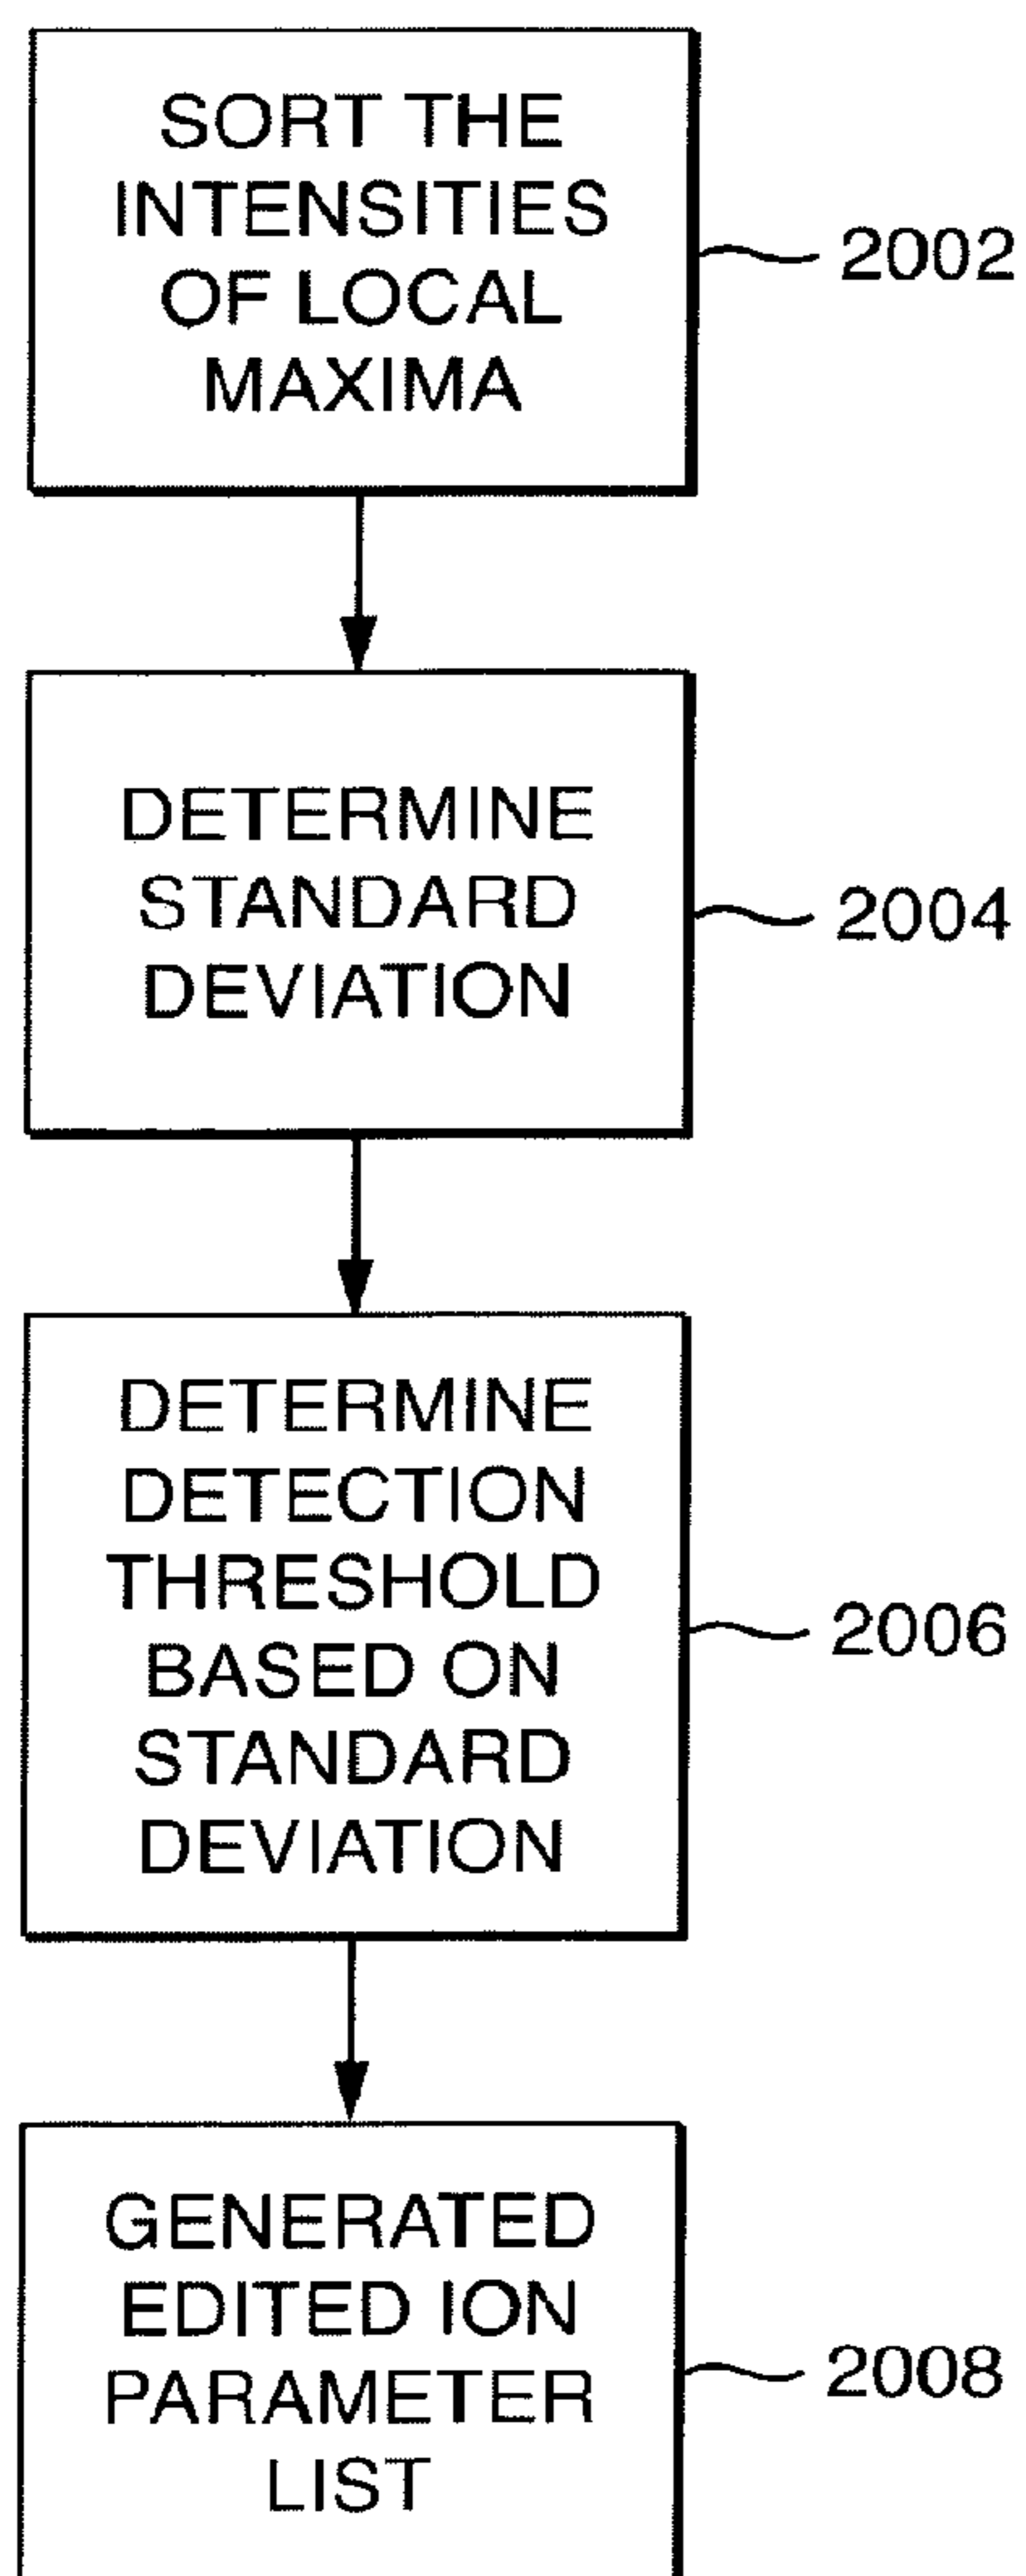 SORT THE
INTENSITIES
OF LOCAL
MAXIMA
2002
DETERMINE
STANDARD
DEVIATION
2004
DETERMINE
DETECTION
THRESHOLD
BASED ON
STANDARD
DEVIATION
2006
GENERATED
EDITED ION
PARAMETER
LIST
2008